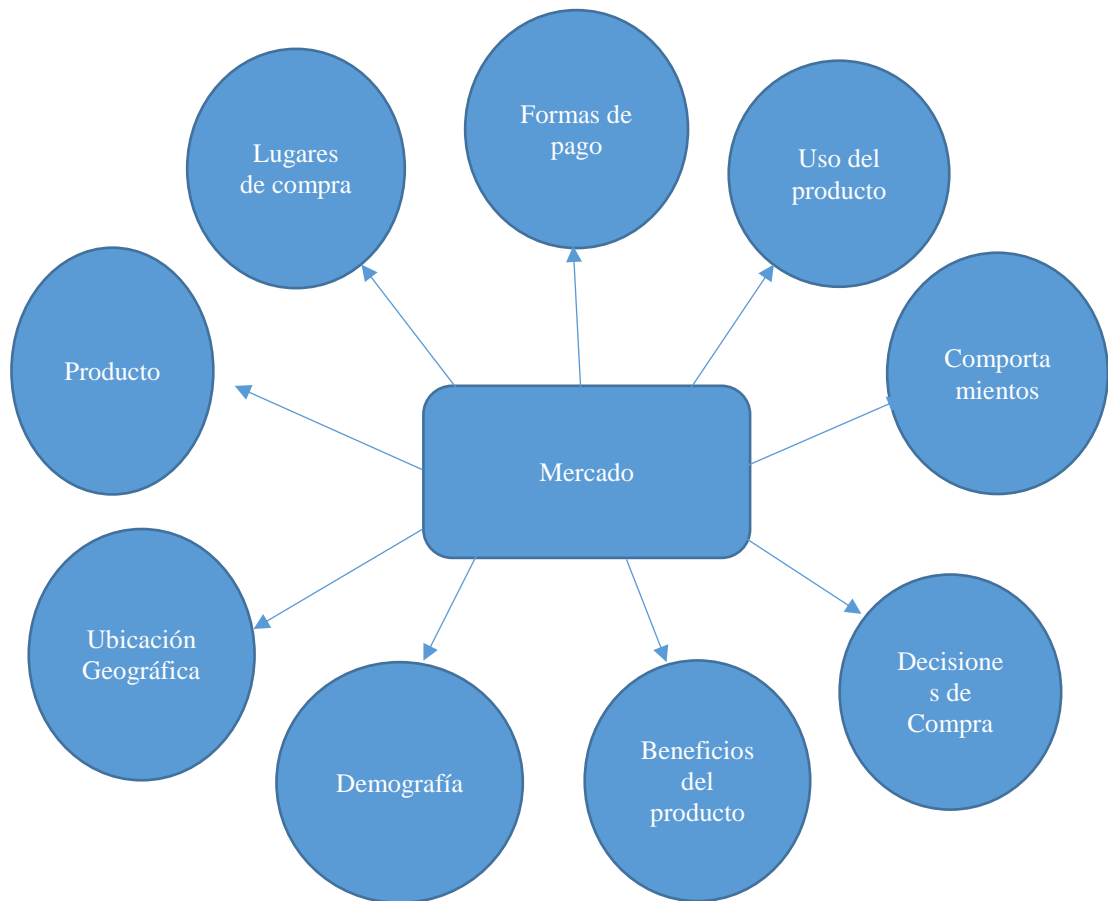 Formas de
pago
Lugares
de compra
Uso del
producto
Producto
Comporta
mientos
Mercado
Ubicación
Geográfica
Decisione
s de
Compra
Demografía
Beneficios
del
producto